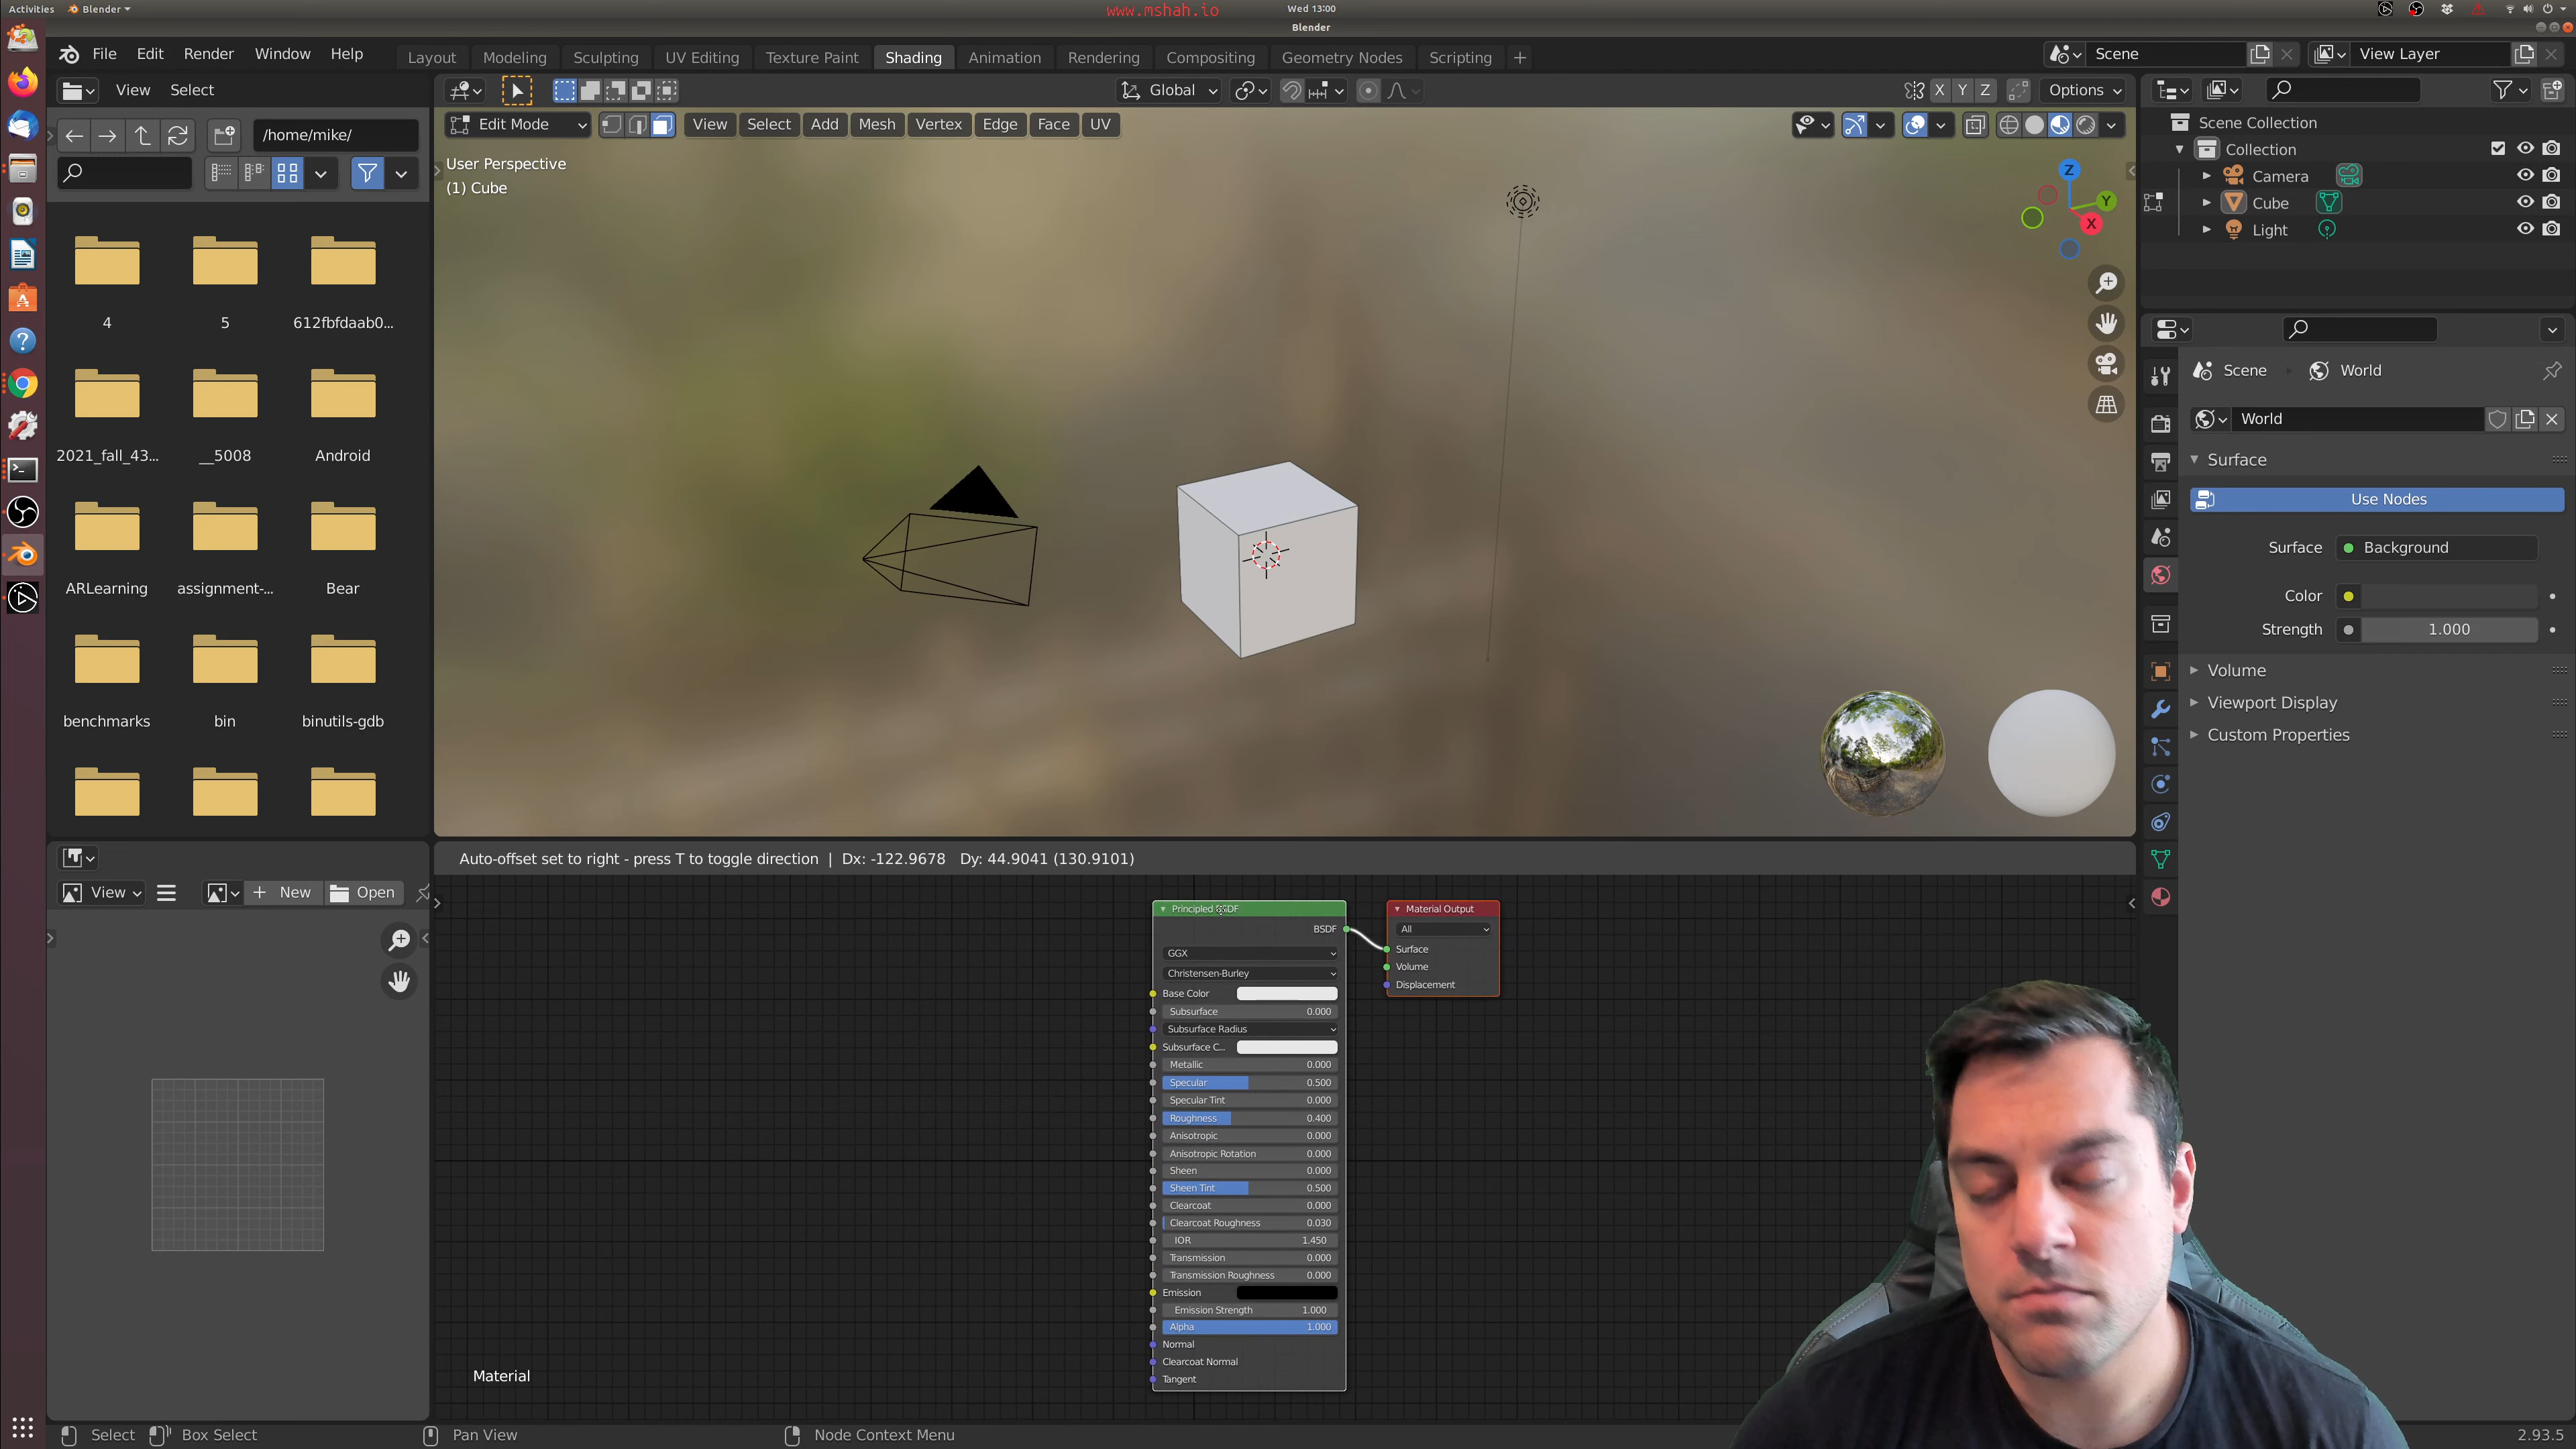 Activities
Blender
www.mshah.io
Wed 13:00
Blender
File Edit Render Window Help
Layout Modeling Sculpting UV Editing Texture Paint Shading Animation Rendering Compositing Geometry Nodes Scripting +
Scene
View Layer
View Select
Global
X Y Z
Options
/home/mike/
Edit Mode
View Select Add Mesh Vertex Edge Face UV
User Perspective
(1) Cube
Z
Y
X
Scene Collection
Collection
Camera
Cube
Light
4
5
612fbfdaab0...
2021_fall_43...
__5008
Android
ARLearning
assignment-...
Bear
benchmarks
bin
binutils-gdb
Scene
World
World
Surface
Use Nodes
Surface
Background
Color
Strength
1.000
Volume
Viewport Display
Custom Properties
View
New
Open
Auto-offset set to right - press T to toggle direction | Dx: -122.9678 Dy: 44.9041 (130.9101)
Principled BSDF
BSDF
GGX
Christensen-Burley
Base Color
Subsurface 0.000
Subsurface Radius
Subsurface C...
Metallic 0.000
Specular 0.500
Specular Tint 0.000
Roughness 0.400
Anisotropic 0.000
Anisotropic Rotation 0.000
Sheen 0.000
Sheen Tint 0.500
Clearcoat 0.000
Clearcoat Roughness 0.030
IOR 1.450
Transmission 0.000
Transmission Roughness 0.000
Emission
Emission Strength 1.000
Alpha 1.000
Normal
Clearcoat Normal
Tangent
Material Output
All
Surface
Volume
Displacement
Material
Select
Box Select
Pan View
Node Context Menu
2.93.5